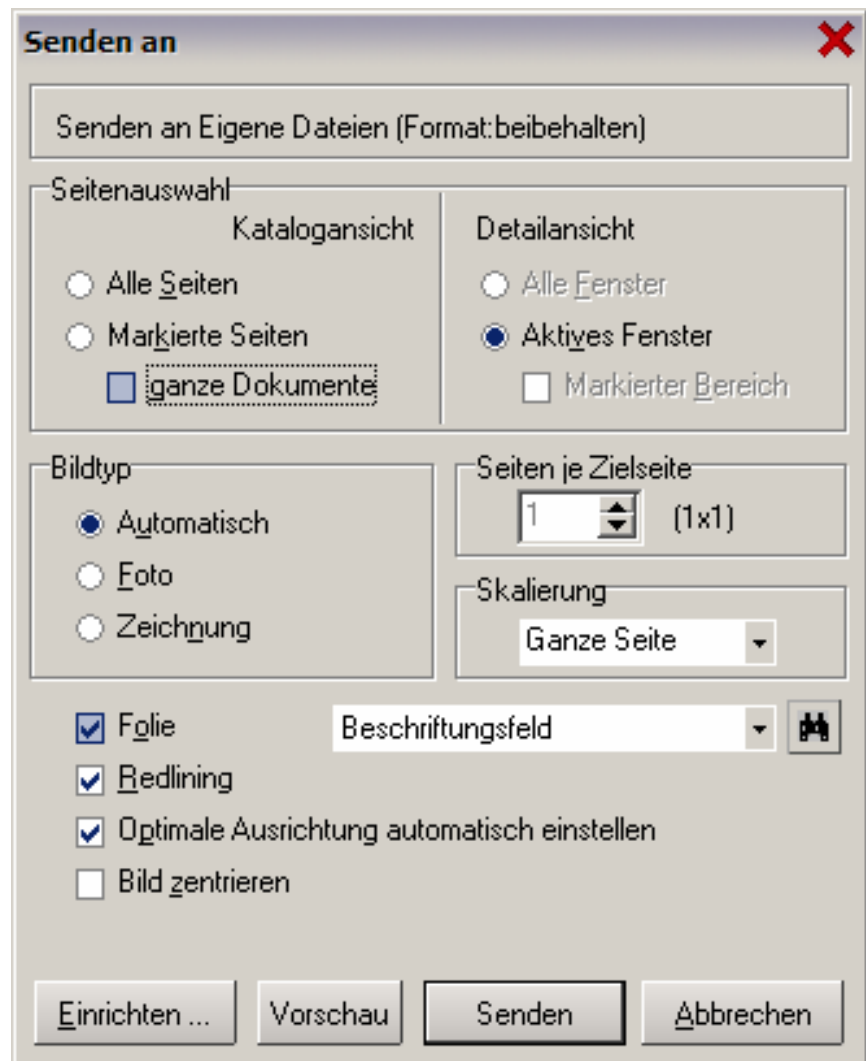 Senden an
Senden an Eigene Dateien (Format:beibehalten)
Seitenauswahl
Katalogansicht
Alle Seiten
Markierte Seiten
ganze Dokumente
Detailansicht
Alle Fenster
Aktives Fenster
Markierter Bereich
Bildtyp
Automatisch
Foto
Zeichnung
Seiten je Zielseite
1 (1x1)
Skalierung
Ganze Seite
Folie Beschriftungsfeld
Redlining
Optimale Ausrichtung automatisch einstellen
Bild zentrieren
Einrichten ... Vorschau Senden Abbrechen